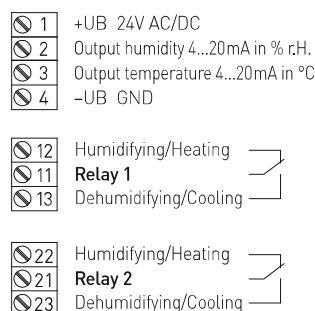 1 +UB 24V AC/DC
2 Output humidity 4...20mA in % r.H.
3 Output temperature 4...20mA in °C
4 –UB GND
12 Humidifying/Heating
11 Relay 1
13 Dehumidifying/Cooling
22 Humidifying/Heating
21 Relay 2
23 Dehumidifying/Cooling